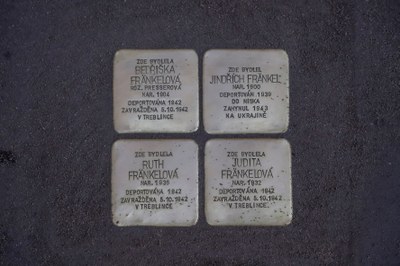 ZDE BYDLELA
BEDŘIŠKA
FRÄNKELOVÁ
ROZ. PRESSEROVÁ
NAR. 1904
DEPORTOVÁNA 1942
ZAVRAŽDĚNA 5.10.1942
V TREBLINCE
ZDE BYDLEL
JINDŘICH FRÄNKEL
NAR. 1900
DEPORTOVÁN 1939
DO NISKA
ZAHYNUL 1943
NA UKRAJINĚ
ZDE BYDLELA
RUTH
FRÄNKELOVÁ
NAR. 1935
DEPORTOVÁNA 1942
ZAVRAŽDĚNA 5.10.1942
V TREBLINCE
ZDE BYDLELA
JUDITA
FRÄNKELOVÁ
NAR. 1932
DEPORTOVÁNA 1942
ZAVRAŽDĚNA 5.10.1942
V TREBLINCE